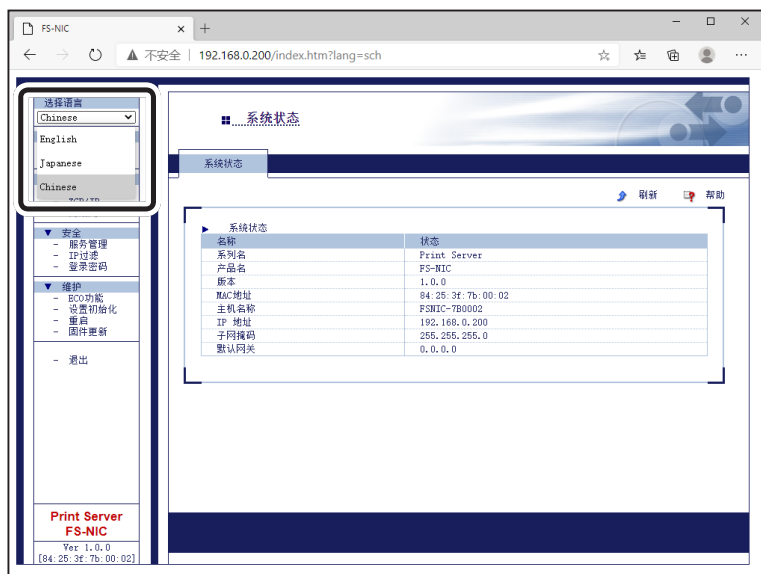 FS-NIC
不安全 | 192.168.0.200/index.htm?lang=sch
选择语言
Chinese
English
Japanese
Chinese
▼ 安全
- 服务管理
- IP过滤
- 登录密码
▼ 维护
- ECO功能
- 设置初始化
- 重启
- 固件更新
- 退出
Print Server
FS-NIC
Ver 1.0.0
[84:25:3f:7b:00:02]
系统状态
系统状态
刷新 帮助
系统状态
名称 状态
系列名 Print Server
产品名 FS-NIC
版本 1.0.0
MAC地址 84:25:3f:7b:00:02
主机名称 FSNIC-7B0002
IP 地址 192.168.0.200
子网掩码 255.255.255.0
默认网关 0.0.0.0